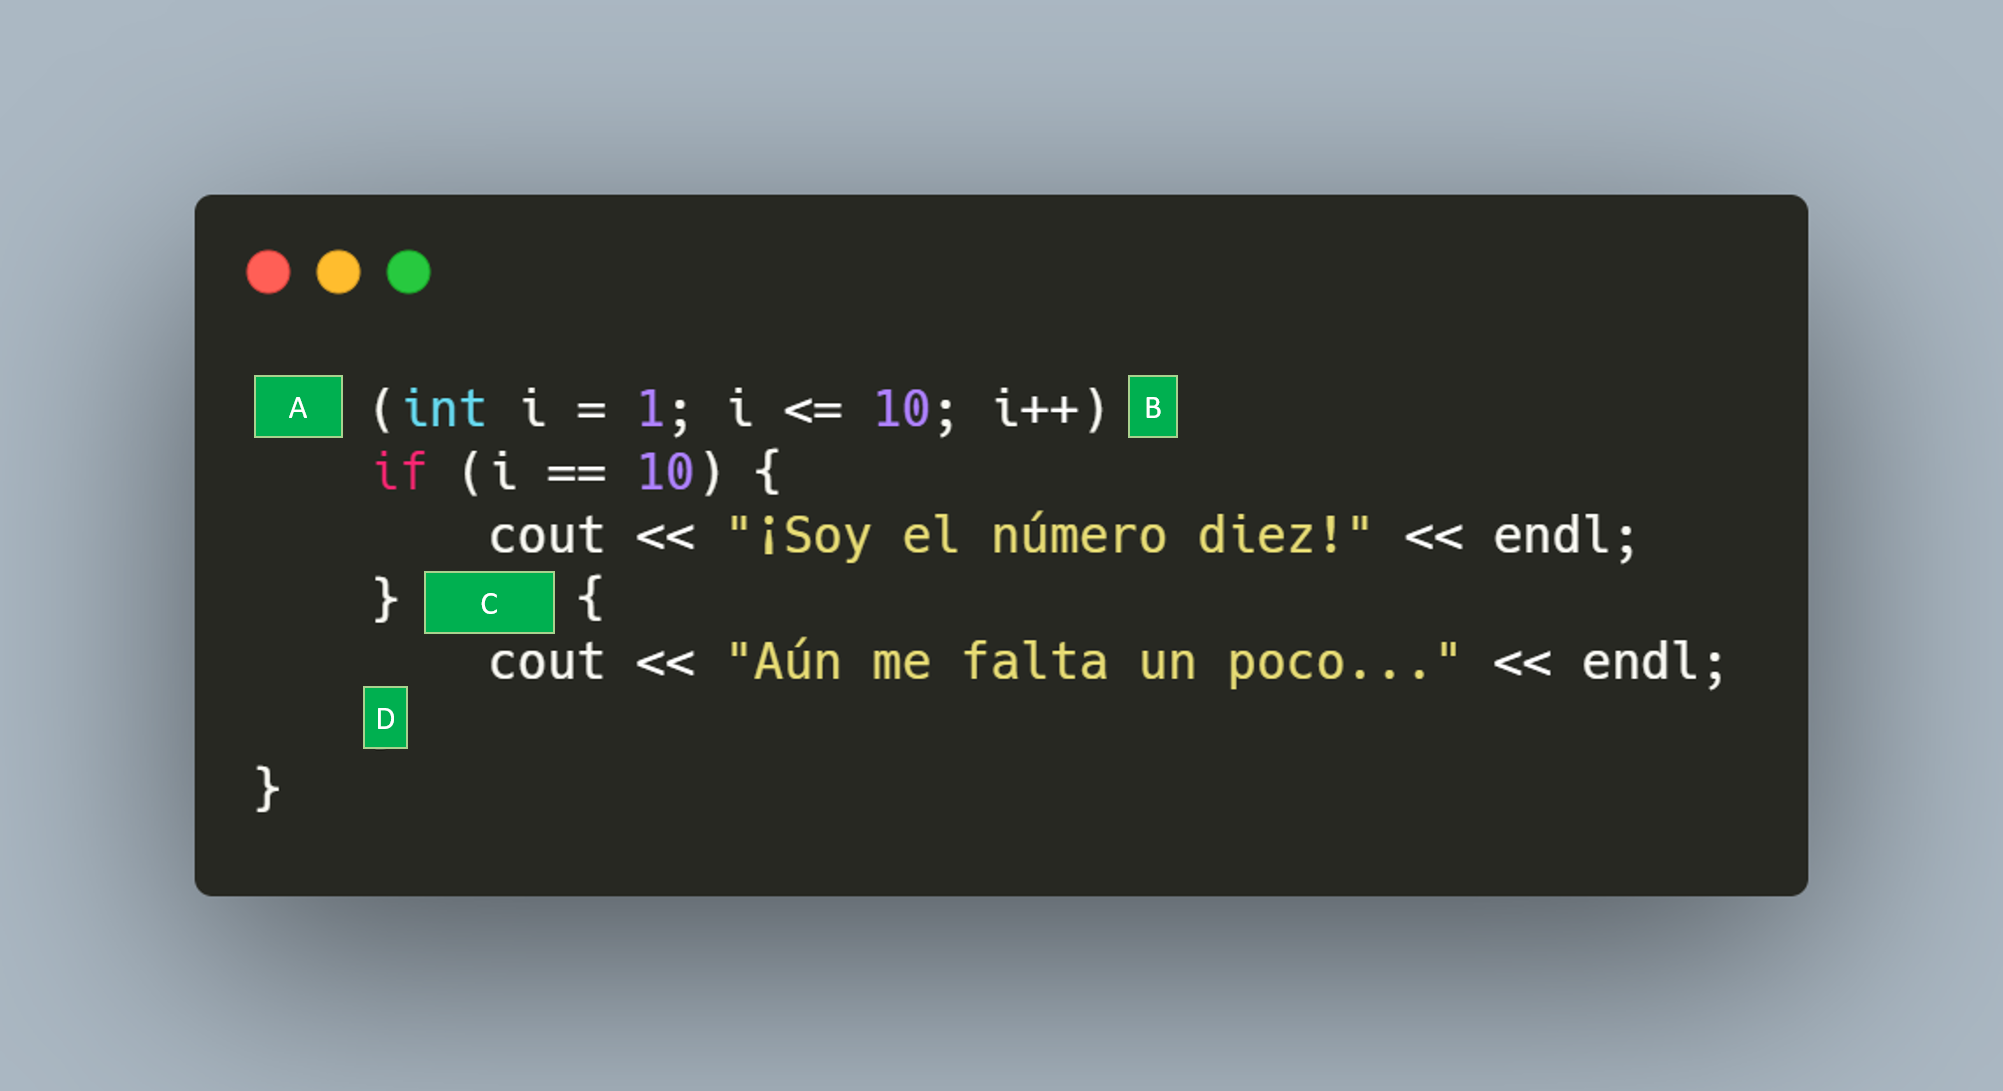 A (int i = 1; i <= 10; i++) B
if (i == 10) {
cout << "¡Soy el número diez!" << endl;
} C {
cout << "Aún me falta un poco..." << endl;
D
}